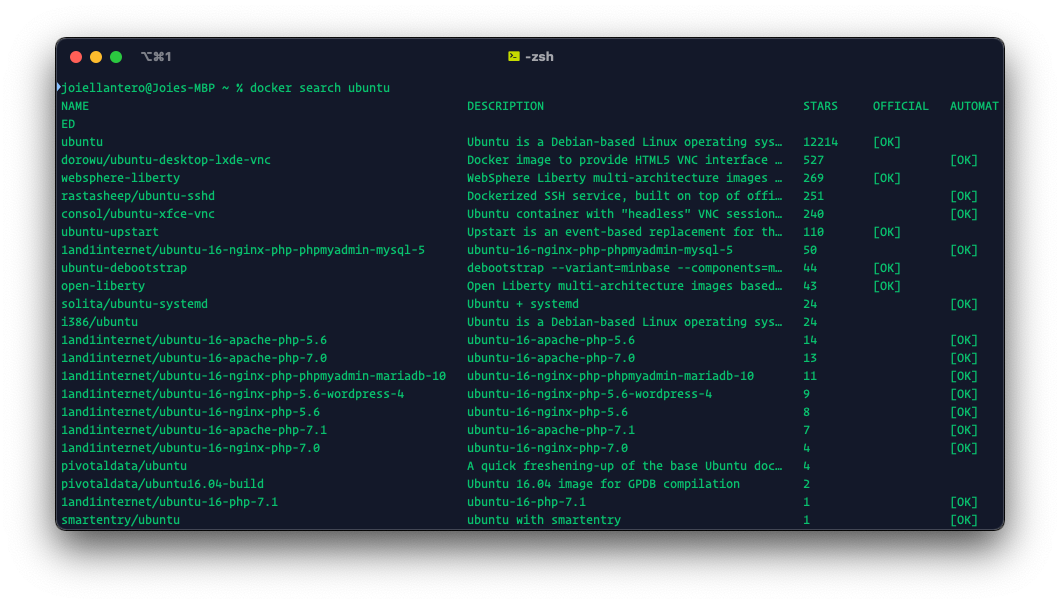 ⌥⌘1 -zsh
joiellantero@Joies-MBP ~ % docker search ubuntu
NAME DESCRIPTION STARS OFFICIAL AUTOMAT
ED
ubuntu Ubuntu is a Debian-based Linux operating sys… 12214 [OK]
dorowu/ubuntu-desktop-lxde-vnc Docker image to provide HTML5 VNC interface … 527 [OK]
websphere-liberty WebSphere Liberty multi-architecture images … 269 [OK]
rastasheep/ubuntu-sshd Dockerized SSH service, built on top of offi… 251 [OK]
consol/ubuntu-xfce-vnc Ubuntu container with "headless" VNC session… 240 [OK]
ubuntu-upstart Upstart is an event-based replacement for th… 110 [OK]
1and1internet/ubuntu-16-nginx-php-phpmyadmin-mysql-5 ubuntu-16-nginx-php-phpmyadmin-mysql-5 50 [OK]
ubuntu-debootstrap debootstrap --variant=minbase --components=m… 44 [OK]
open-liberty Open Liberty multi-architecture images based… 43 [OK]
solita/ubuntu-systemd Ubuntu + systemd 24 [OK]
i386/ubuntu Ubuntu is a Debian-based Linux operating sys… 24
1and1internet/ubuntu-16-apache-php-5.6 ubuntu-16-apache-php-5.6 14 [OK]
1and1internet/ubuntu-16-apache-php-7.0 ubuntu-16-apache-php-7.0 13 [OK]
1and1internet/ubuntu-16-nginx-php-phpmyadmin-mariadb-10 ubuntu-16-nginx-php-phpmyadmin-mariadb-10 11 [OK]
1and1internet/ubuntu-16-nginx-php-5.6-wordpress-4 ubuntu-16-nginx-php-5.6-wordpress-4 9 [OK]
1and1internet/ubuntu-16-nginx-php-5.6 ubuntu-16-nginx-php-5.6 8 [OK]
1and1internet/ubuntu-16-apache-php-7.1 ubuntu-16-apache-php-7.1 7 [OK]
1and1internet/ubuntu-16-nginx-php-7.0 ubuntu-16-nginx-php-7.0 4 [OK]
pivotaldata/ubuntu A quick freshening-up of the base Ubuntu doc… 4
pivotaldata/ubuntu16.04-build Ubuntu 16.04 image for GPDB compilation 2
1and1internet/ubuntu-16-php-7.1 ubuntu-16-php-7.1 1 [OK]
smartentry/ubuntu ubuntu with smartentry 1 [OK]